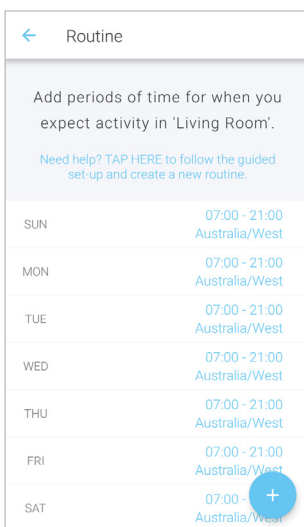 Routine
Add periods of time for when you
expect activity in 'Living Room'.
Need help? TAP HERE to follow the guided
set-up and create a new routine.
SUN
07:00 - 21:00
Australia/West
MON
07:00 - 21:00
Australia/West
TUE
07:00 - 21:00
Australia/West
WED
07:00 - 21:00
Australia/West
THU
07:00 - 21:00
Australia/West
FRI
07:00 - 21:00
Australia/West
SAT
07:00 -
Australia/West